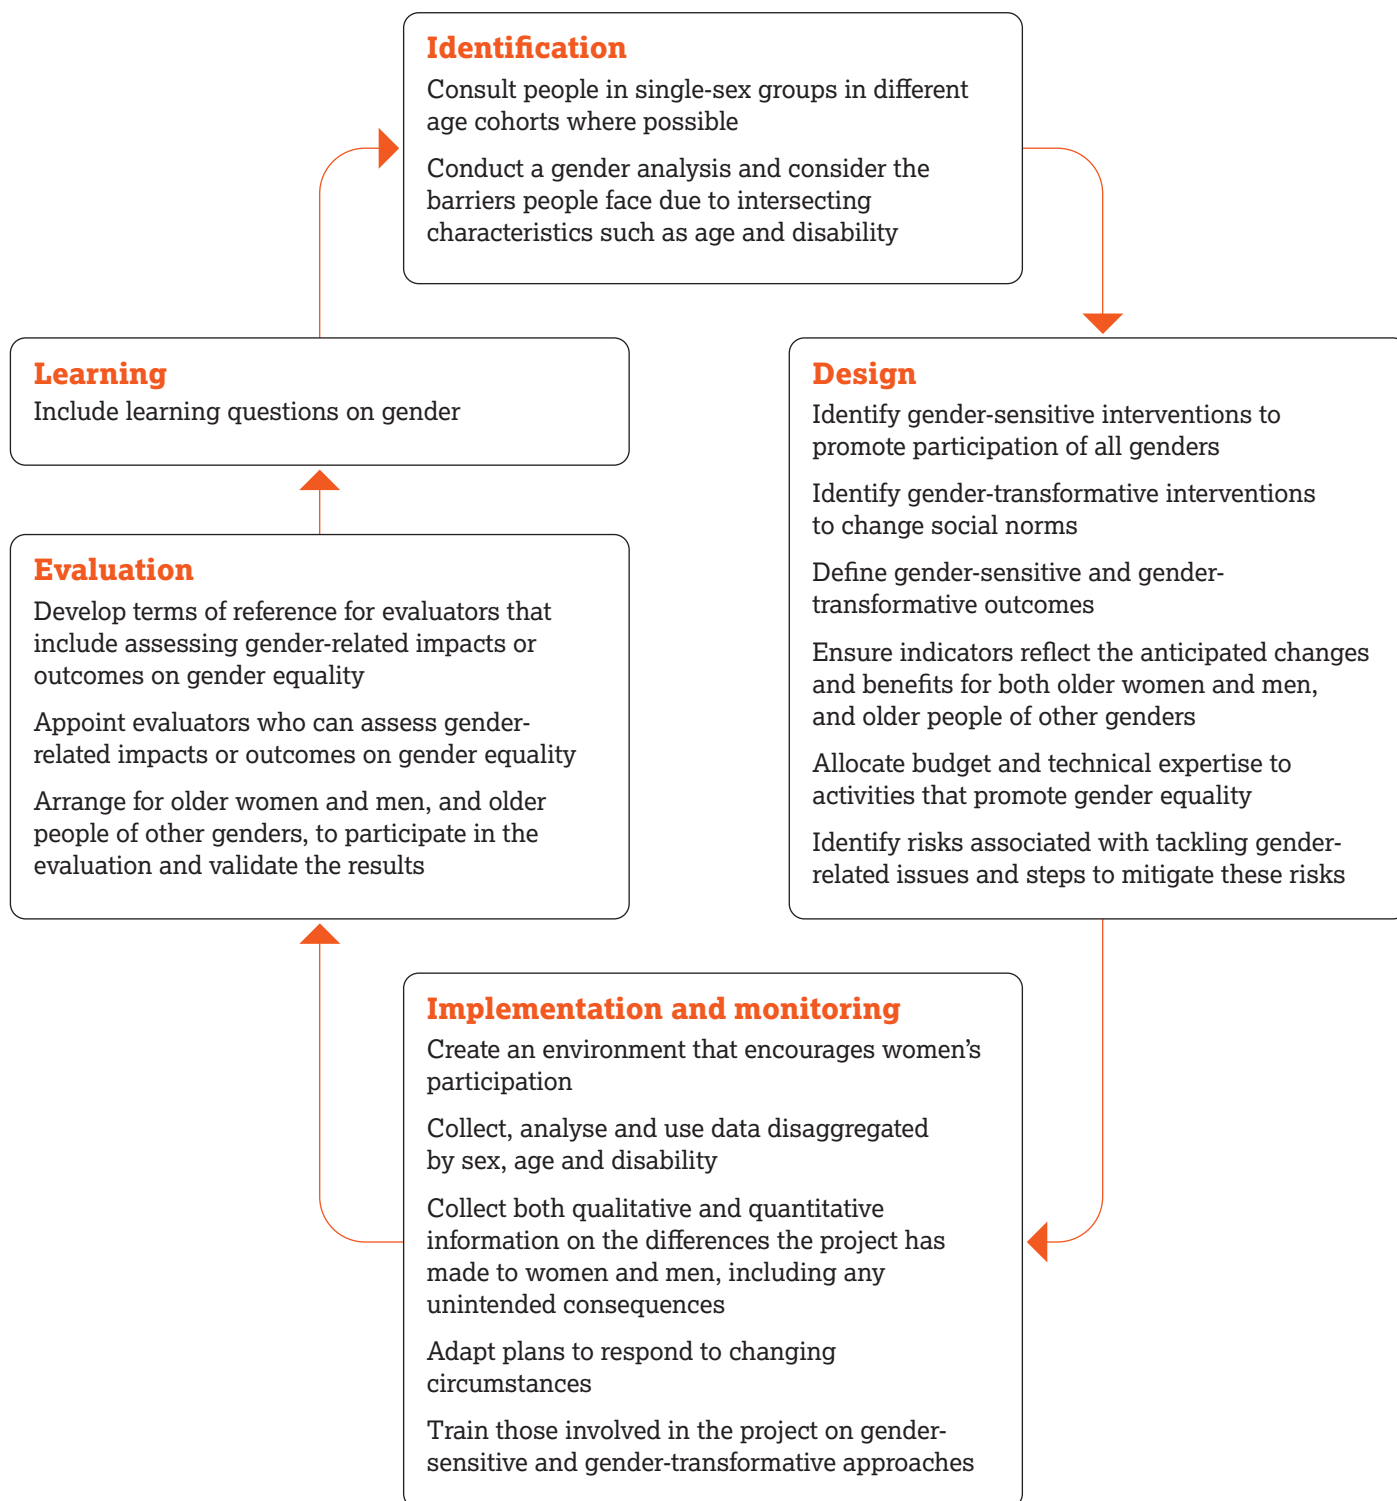 Identification
Consult people in single-sex groups in different
age cohorts where possible
Conduct a gender analysis and consider the
barriers people face due to intersecting
characteristics such as age and disability
Learning
Include learning questions on gender
Design
Identify gender-sensitive interventions to
promote participation of all genders
Identify gender-transformative interventions
to change social norms
Define gender-sensitive and gender-
transformative outcomes
Ensure indicators reflect the anticipated changes
and benefits for both older women and men,
and older people of other genders
Allocate budget and technical expertise to
activities that promote gender equality
Identify risks associated with tackling gender-
related issues and steps to mitigate these risks
Evaluation
Develop terms of reference for evaluators that
include assessing gender-related impacts or
outcomes on gender equality
Appoint evaluators who can assess gender-
related impacts or outcomes on gender equality
Arrange for older women and men, and older
people of other genders, to participate in the
evaluation and validate the results
Implementation and monitoring
Create an environment that encourages women’s
participation
Collect, analyse and use data disaggregated
by sex, age and disability
Collect both qualitative and quantitative
information on the differences the project has
made to women and men, including any
unintended consequences
Adapt plans to respond to changing
circumstances
Train those involved in the project on gender-
sensitive and gender-transformative approaches